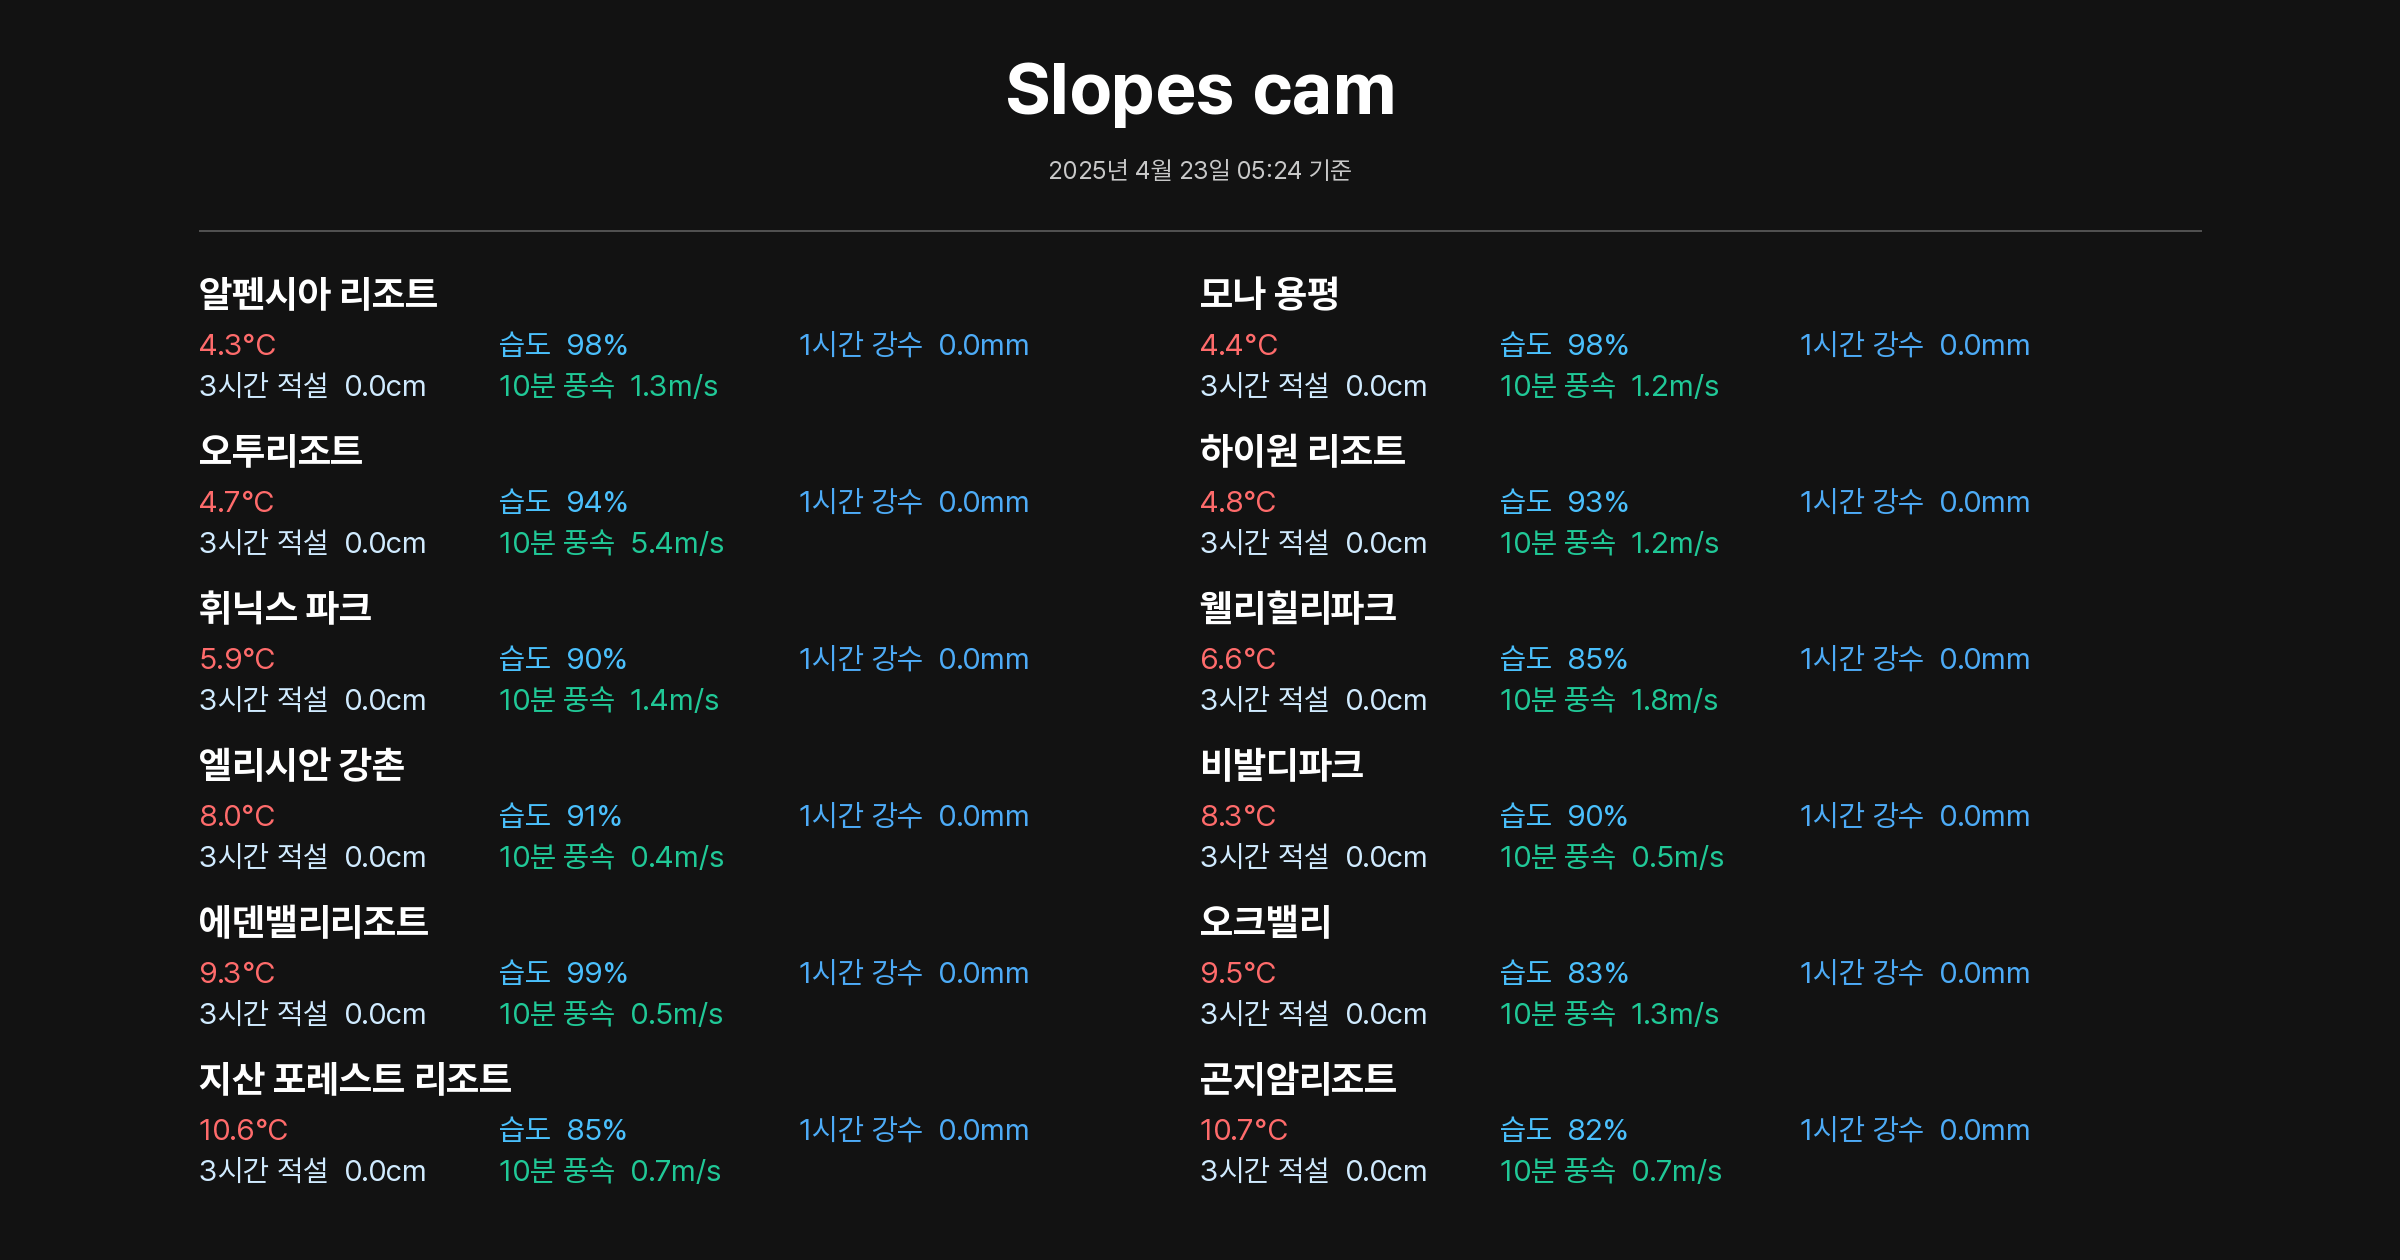 Slopes cam
2025년 4월 23일 05:24 기준
알펜시아 리조트
4.3°C 습도 98% 1시간 강수 0.0mm
3시간 적설 0.0cm 10분 풍속 1.3m/s
모나 용평
4.4°C 습도 98% 1시간 강수 0.0mm
3시간 적설 0.0cm 10분 풍속 1.2m/s
오투리조트
4.7°C 습도 94% 1시간 강수 0.0mm
3시간 적설 0.0cm 10분 풍속 5.4m/s
하이원 리조트
4.8°C 습도 93% 1시간 강수 0.0mm
3시간 적설 0.0cm 10분 풍속 1.2m/s
휘닉스 파크
5.9°C 습도 90% 1시간 강수 0.0mm
3시간 적설 0.0cm 10분 풍속 1.4m/s
웰리힐리파크
6.6°C 습도 85% 1시간 강수 0.0mm
3시간 적설 0.0cm 10분 풍속 1.8m/s
엘리시안 강촌
8.0°C 습도 91% 1시간 강수 0.0mm
3시간 적설 0.0cm 10분 풍속 0.4m/s
비발디파크
8.3°C 습도 90% 1시간 강수 0.0mm
3시간 적설 0.0cm 10분 풍속 0.5m/s
에덴밸리리조트
9.3°C 습도 99% 1시간 강수 0.0mm
3시간 적설 0.0cm 10분 풍속 0.5m/s
오크밸리
9.5°C 습도 83% 1시간 강수 0.0mm
3시간 적설 0.0cm 10분 풍속 1.3m/s
지산 포레스트 리조트
10.6°C 습도 85% 1시간 강수 0.0mm
3시간 적설 0.0cm 10분 풍속 0.7m/s
곤지암리조트
10.7°C 습도 82% 1시간 강수 0.0mm
3시간 적설 0.0cm 10분 풍속 0.7m/s